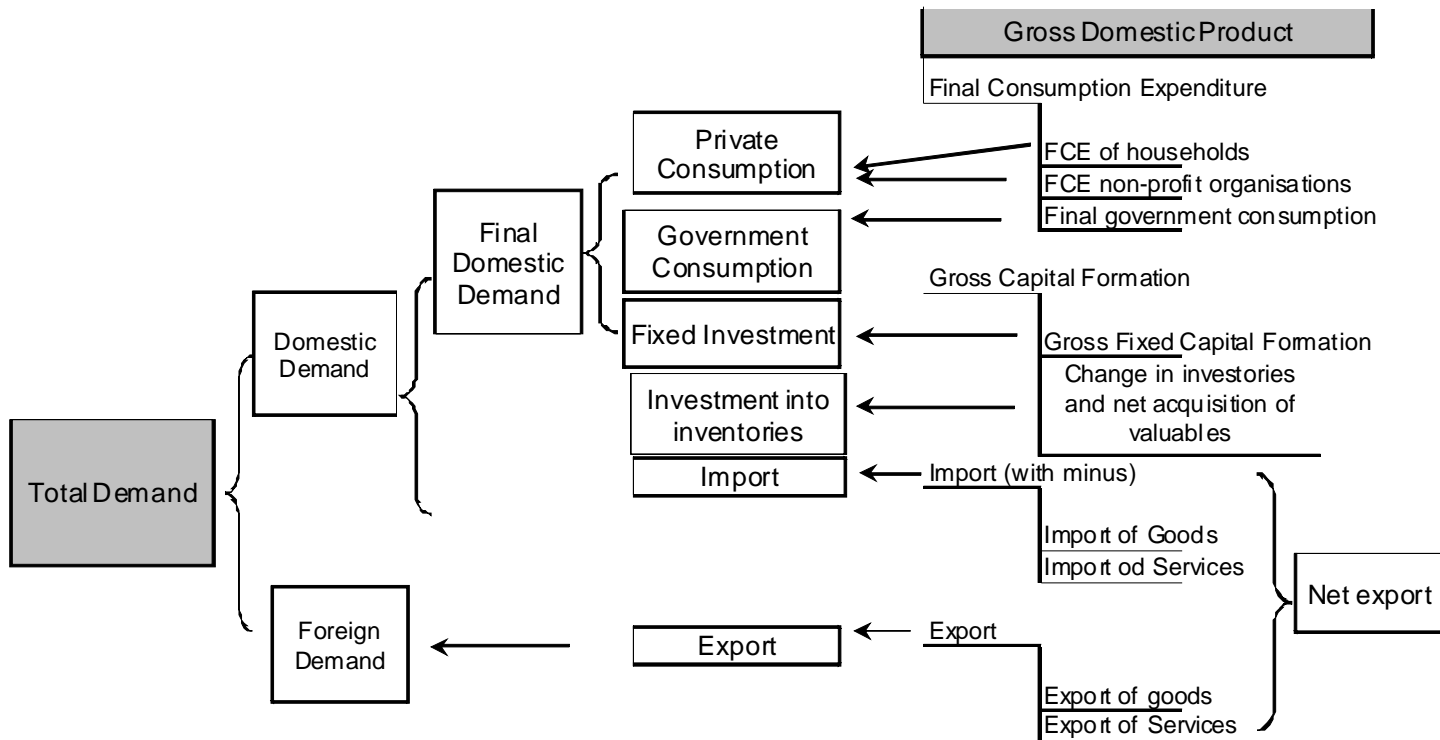 Gross Domestic Product
Final Consumption Expenditure
Private
Consumption
FCE of households
FCE non-profit organisations
Final government consumption
Final
Domestic
Demand
Government
Consumption
Gross Capital Formation
Domestic
Demand
Fixed Investment
Gross Fixed Capital Formation
Change in investories
and net acquisition of
valuables
Investment into
inventories
Total Demand
Import
Import (with minus)
Import of Goods
Import od Services
Net export
Foreign
Demand
Export
Export
Export of goods
Export of Services